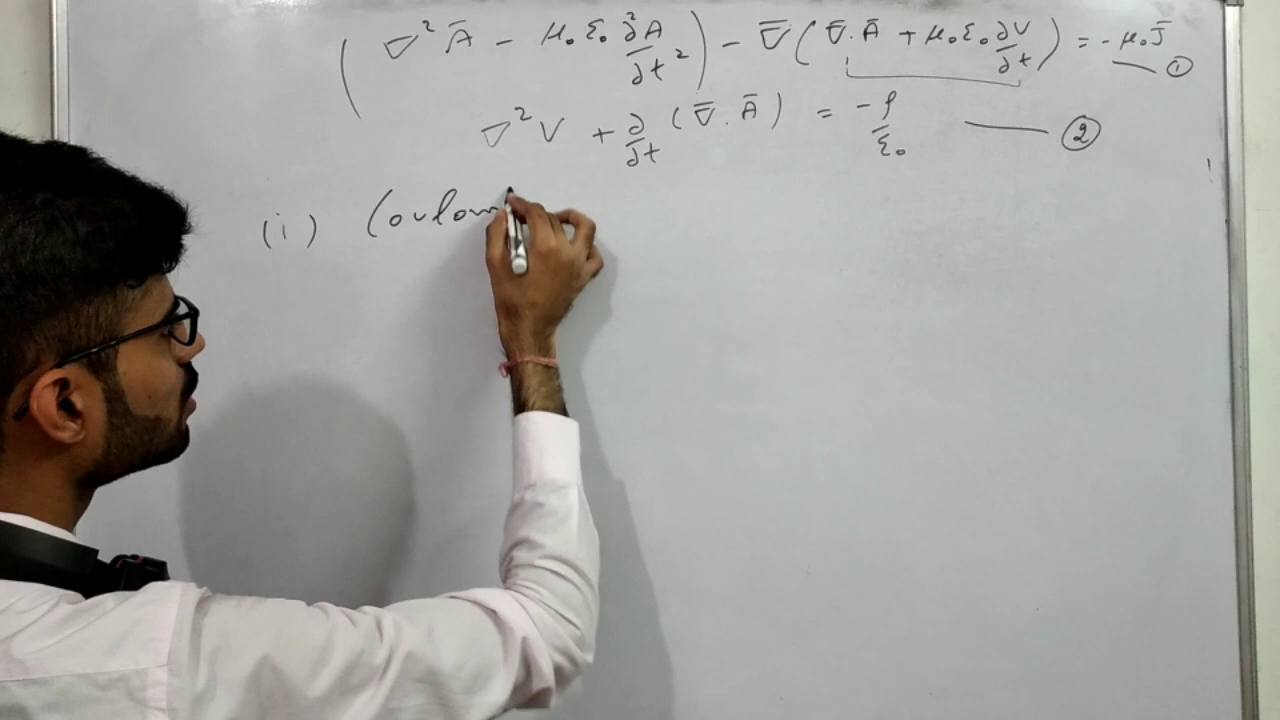 (∇²Ā - μ₀ε₀ ∂²A/∂t²) - ∇̄(∇̄.Ā + μ₀ε₀ ∂V/∂t) = -μ₀J̄ — ①
∇²V + ∂/∂t (∇̄.Ā) = -ρ/ε₀ — ②
(i) Coulom